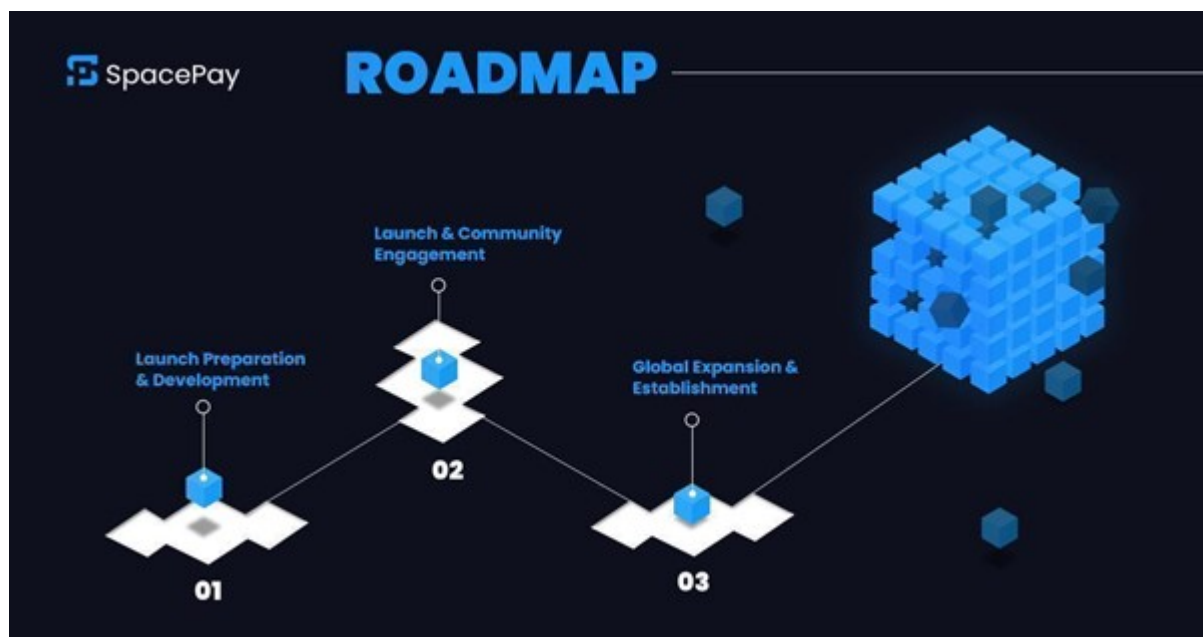 SpacePay
ROADMAP
Launch & Community
Engagement
Launch Preparation
& Development
Global Expansion &
Establishment
02
03
01